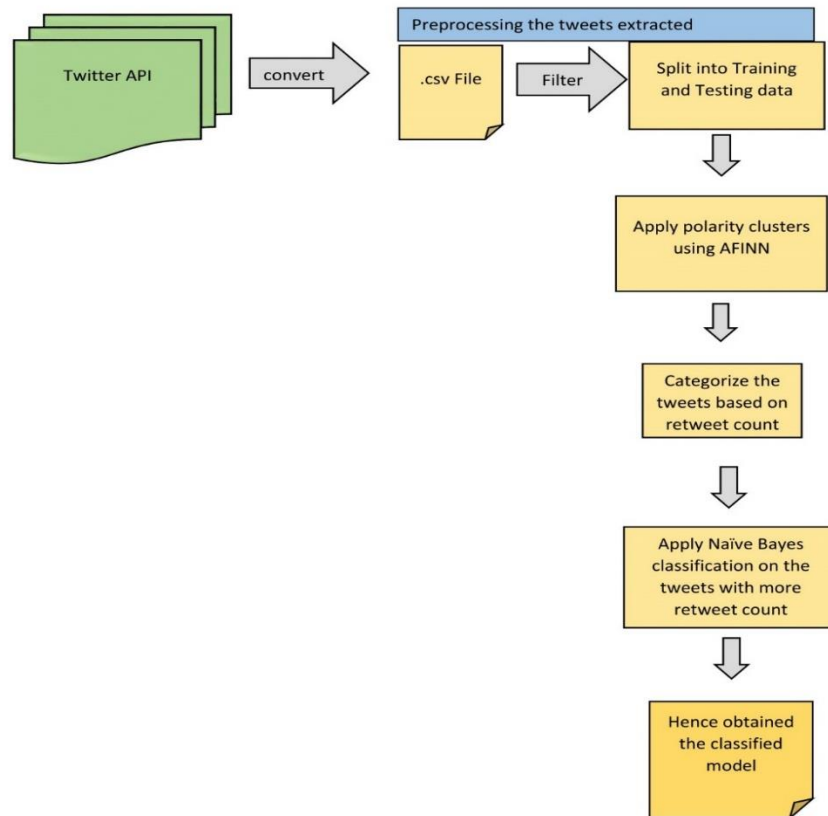 Preprocessing the tweets extracted
Twitter API
convert
.csv File
Filter
Split into Training
and Testing data
Apply polarity clusters
using AFINN
Categorize the
tweets based on
retweet count
Apply Naïve Bayes
classification on the
tweets with more
retweet count
Hence obtained
the classified
model